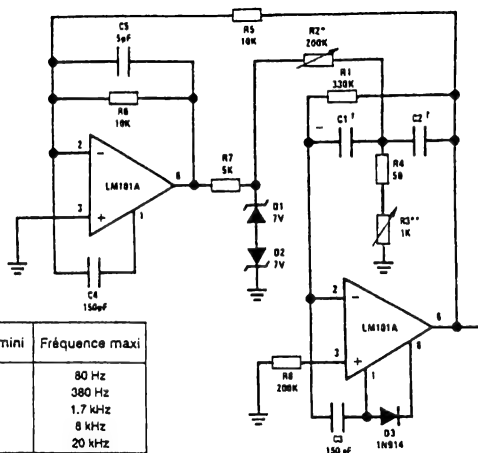 C5
5pF
R5
10K
R2*
200K
R1
330K
R6
10K
C1 †
C2 †
2
6
R7
5K
R4
50
LM101A
3
1
D1
7V
D2
7V
R3**
1K
C4
150pF
2
6
LM101A
R8
200K
3
1
8
C3
150 pF
D3
1N914
mini Fréquence maxi
80 Hz
380 Hz
1.7 kHz
8 kHz
20 kHz